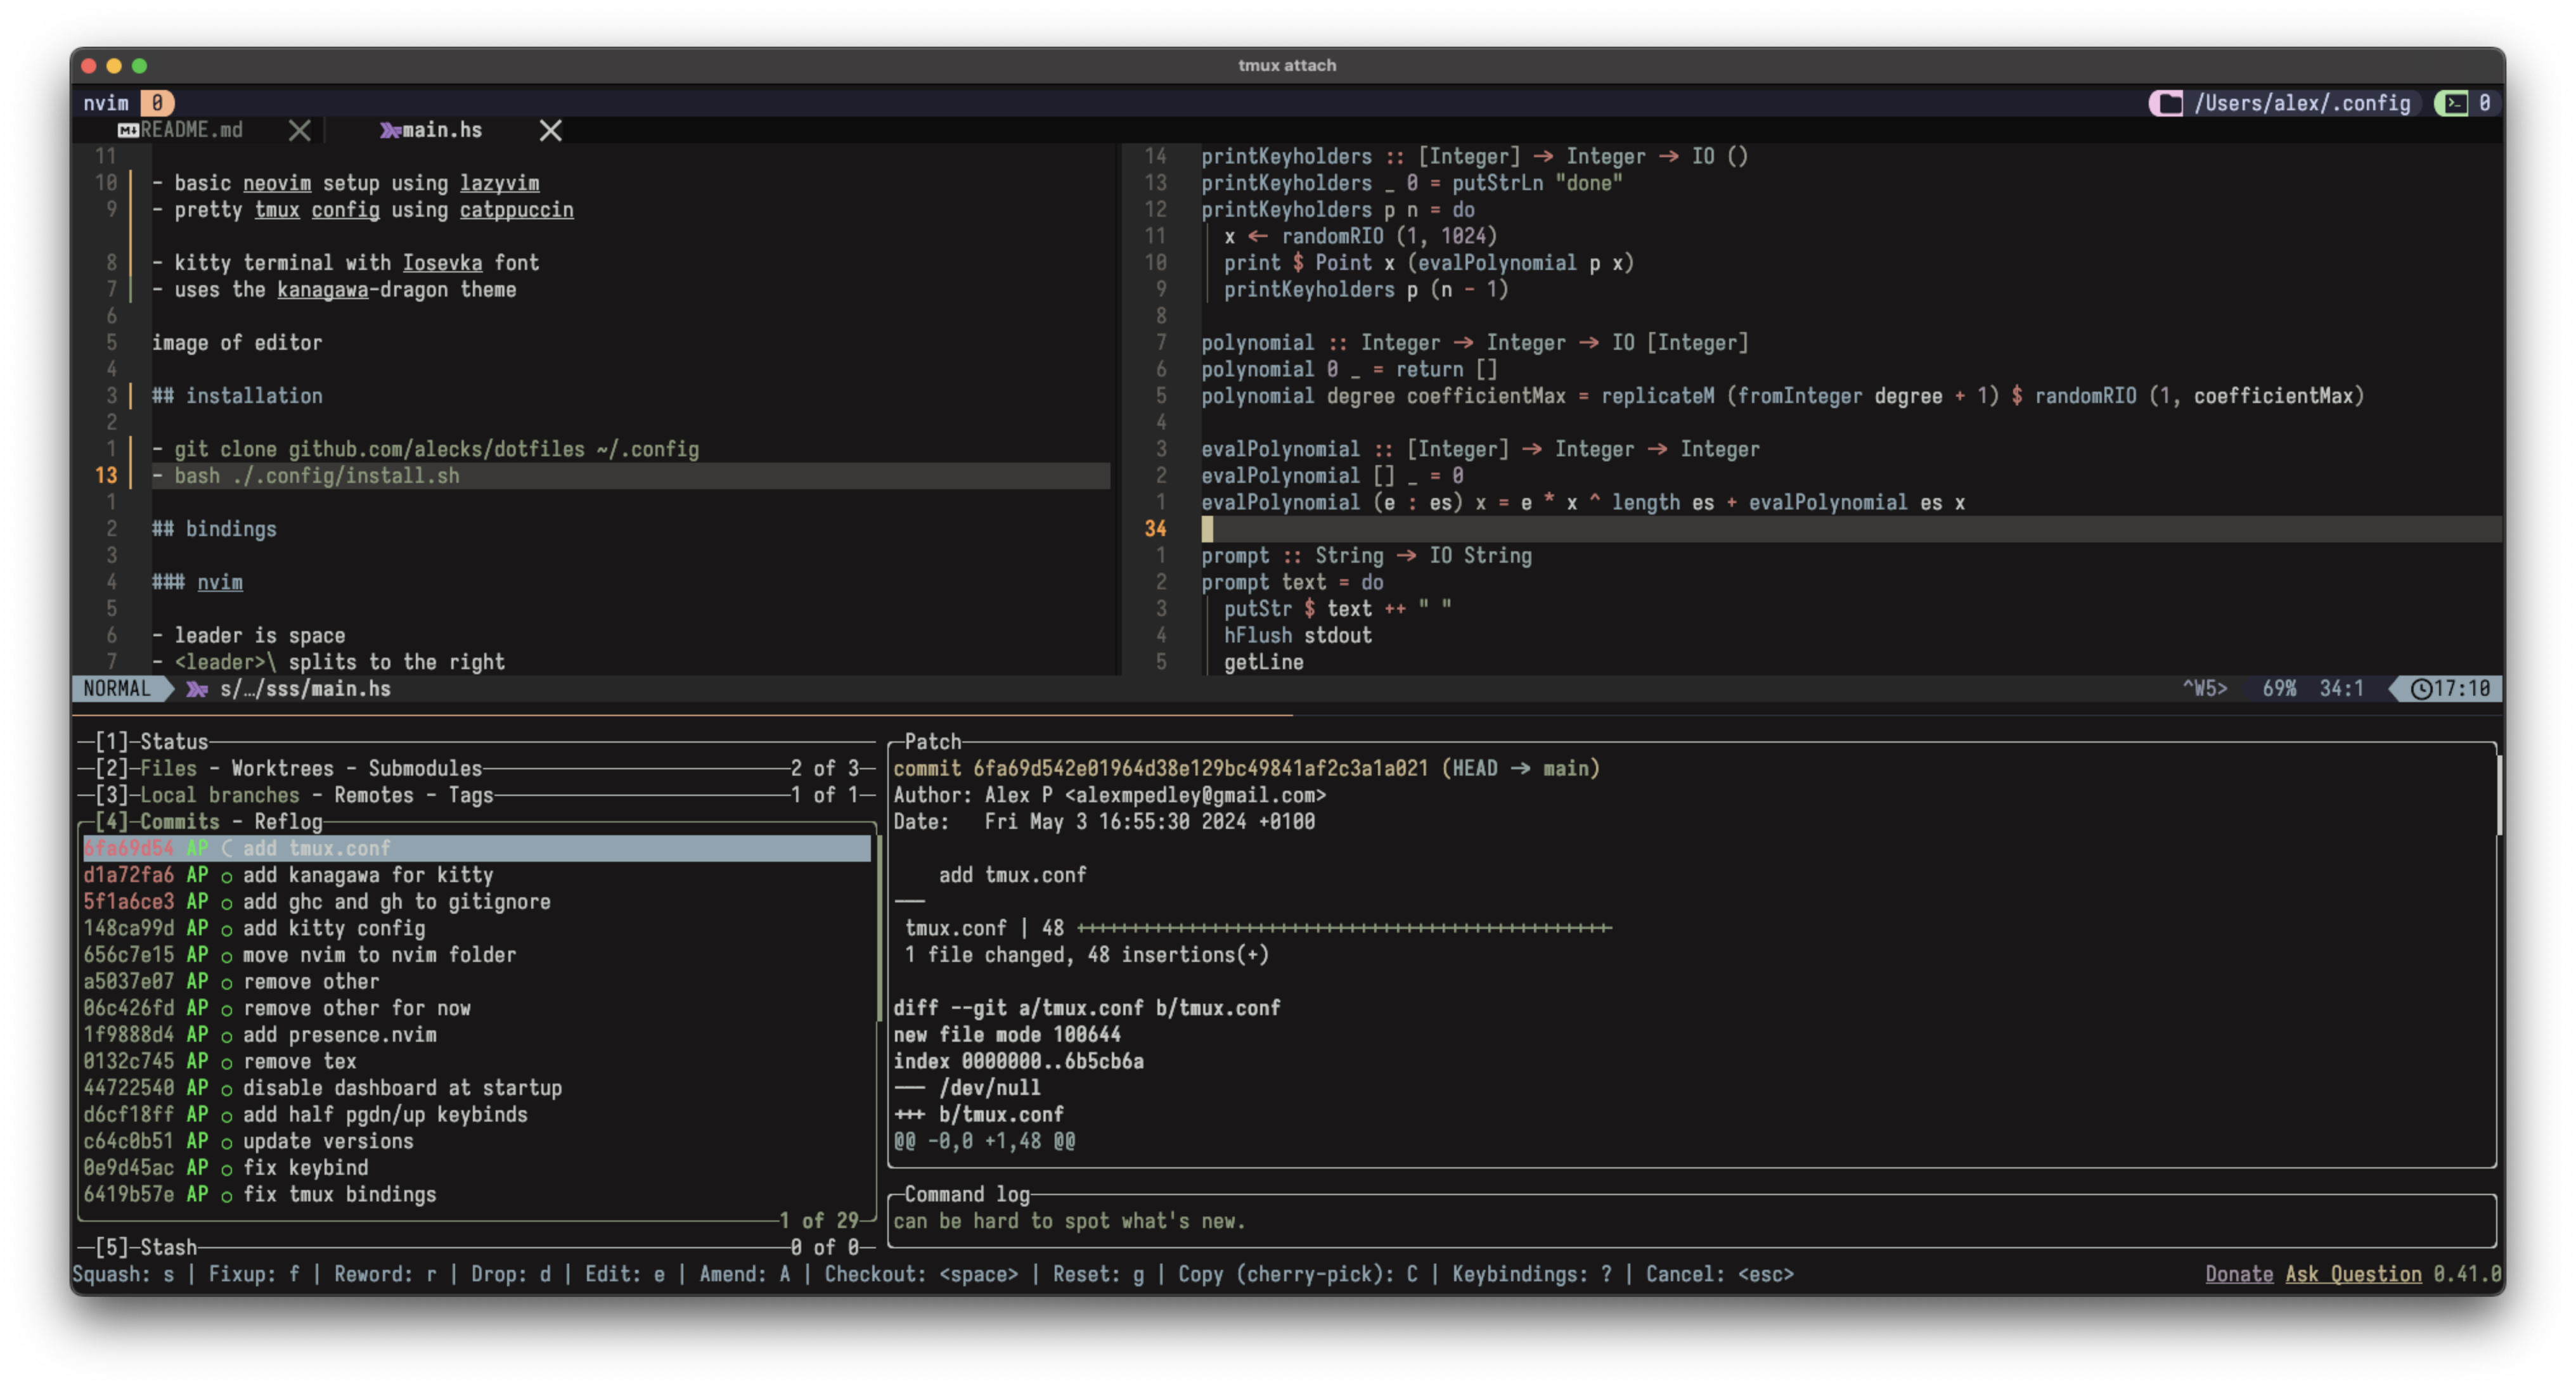 tmux attach
nvim 0
/Users/alex/.config 0
README.md main.hs
11
10 - basic neovim setup using lazyvim
9 - pretty tmux config using catppuccin
8 - kitty terminal with Iosevka font
7 - uses the kanagawa-dragon theme
6
5 image of editor
4
3 ## installation
2
1 - git clone github.com/alecks/dotfiles ~/.config
13 - bash ./.config/install.sh
1
2 ## bindings
3
4 ### nvim
5
6 - leader is space
7 - <leader>\ splits to the right
14 printKeyholders :: [Integer] → Integer → IO ()
13 printKeyholders _ 0 = putStrLn "done"
12 printKeyholders p n = do
11 x ← randomRIO (1, 1024)
10 print $ Point x (evalPolynomial p x)
9 printKeyholders p (n - 1)
8
7 polynomial :: Integer → Integer → IO [Integer]
6 polynomial 0 _ = return []
5 polynomial degree coefficientMax = replicateM (fromInteger degree + 1) $ randomRIO (1, coefficientMax)
4
3 evalPolynomial :: [Integer] → Integer → Integer
2 evalPolynomial [] _ = 0
1 evalPolynomial (e : es) x = e * x ^ length es + evalPolynomial es x
34
1 prompt :: String → IO String
2 prompt text = do
3 putStr $ text ++ " "
4 hFlush stdout
5 getLine
NORMAL s/…/sss/main.hs ^W5> 69% 34:1 17:10
[1]-Status
[2]-Files - Worktrees - Submodules 2 of 3
[3]-Local branches - Remotes - Tags 1 of 1
[4]-Commits - Reflog
6fa69d54 AP add tmux.conf
d1a72fa6 AP ○ add kanagawa for kitty
5f1a6ce3 AP ○ add ghc and gh to gitignore
148ca99d AP ○ add kitty config
656c7e15 AP ○ move nvim to nvim folder
a5037e07 AP ○ remove other
06c426fd AP ○ remove other for now
1f9888d4 AP ○ add presence.nvim
0132c745 AP ○ remove tex
44722540 AP ○ disable dashboard at startup
d6cf18ff AP ○ add half pgdn/up keybinds
c64c0b51 AP ○ update versions
0e9d45ac AP ○ fix keybind
6419b57e AP ○ fix tmux bindings
1 of 29
[5]-Stash 0 of 0
Patch
commit 6fa69d542e01964d38e129bc49841af2c3a1a021 (HEAD → main)
Author: Alex P <alexmpedley@gmail.com>
Date: Fri May 3 16:55:30 2024 +0100
add tmux.conf
---
tmux.conf | 48 ++++++++++++++++++++++++++++++++++++++++++++++++
1 file changed, 48 insertions(+)
diff --git a/tmux.conf b/tmux.conf
new file mode 100644
index 0000000..6b5cb6a
--- /dev/null
+++ b/tmux.conf
@@ -0,0 +1,48 @@
Command log
can be hard to spot what's new.
Squash: s | Fixup: f | Reword: r | Drop: d | Edit: e | Amend: A | Checkout: <space> | Reset: g | Copy (cherry-pick): C | Keybindings: ? | Cancel: <esc> Donate Ask Question 0.41.0